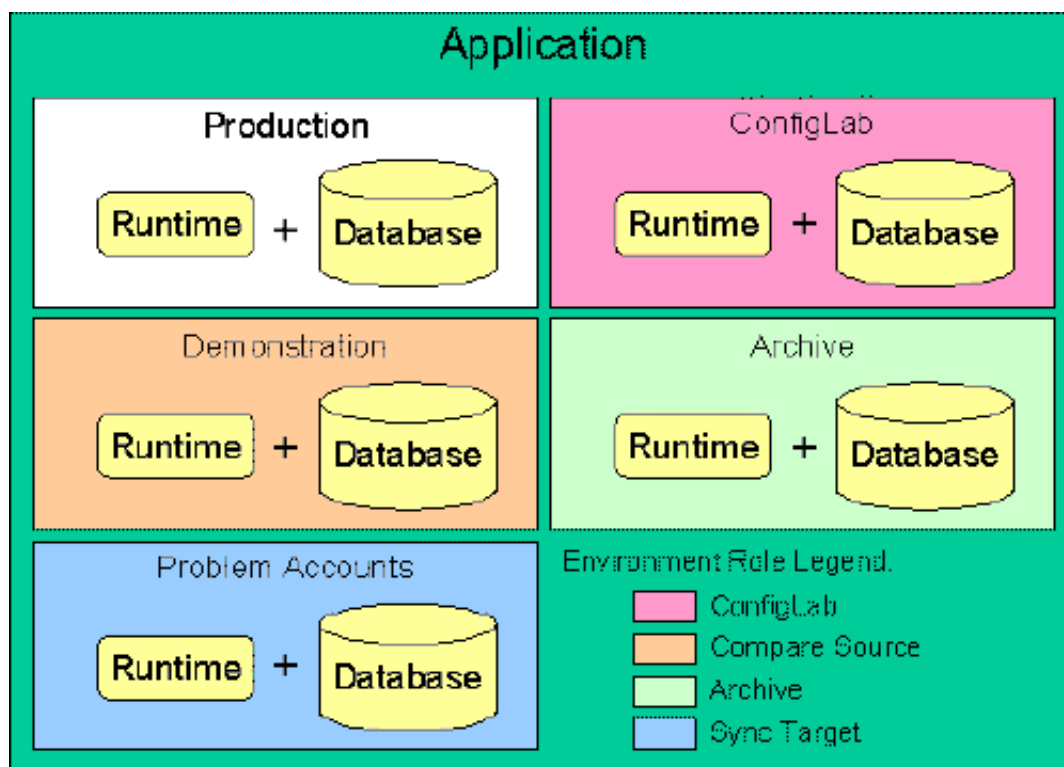 Application
Production
Runtime + Database
ConfigLab
Runtime + Database
Demonstration
Runtime + Database
Archive
Runtime + Database
Problem Accounts
Runtime + Database
Environment Role Legend.
ConfigLab
Compare Source
Archive
Sync Target